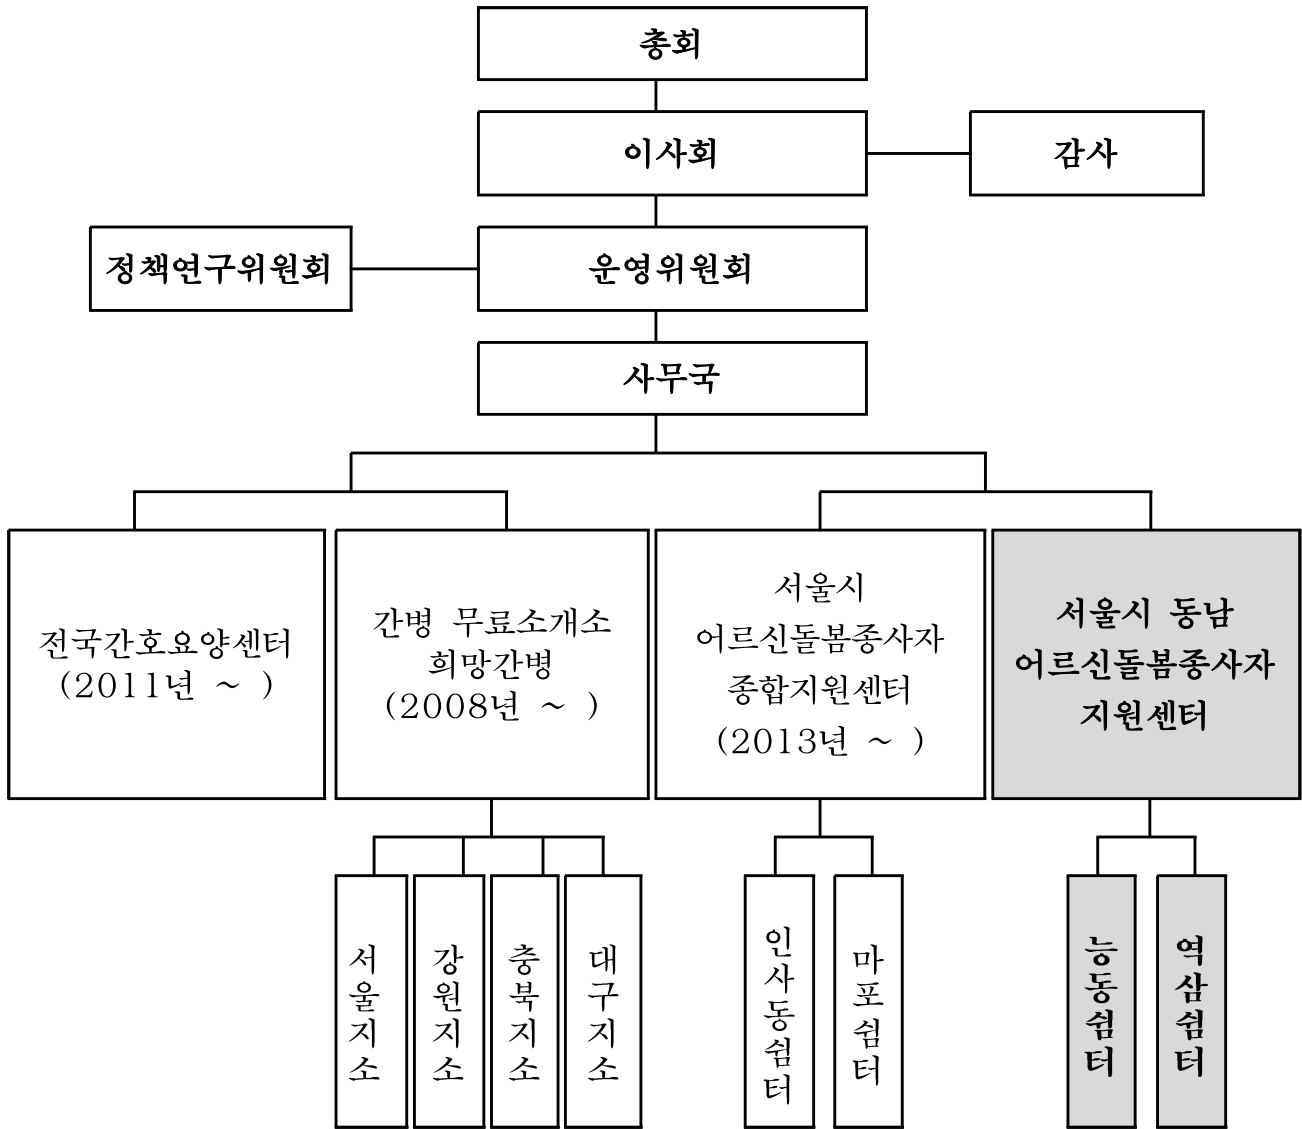 총회
이사회
감사
정책연구위원회
운영위원회
사무국
전국간호요양센터
(2011년 ～ )
간병 무료소개소
희망간병
(2008년 ～ )
서울시
어르신돌봄종사자
종합지원센터
(2013년 ～ )
서울시 동남
어르신돌봄종사자
지원센터
서울지소
강원지소
충북지소
대구지소
인사동쉼터
마포쉼터
능동쉼터
역삼쉼터